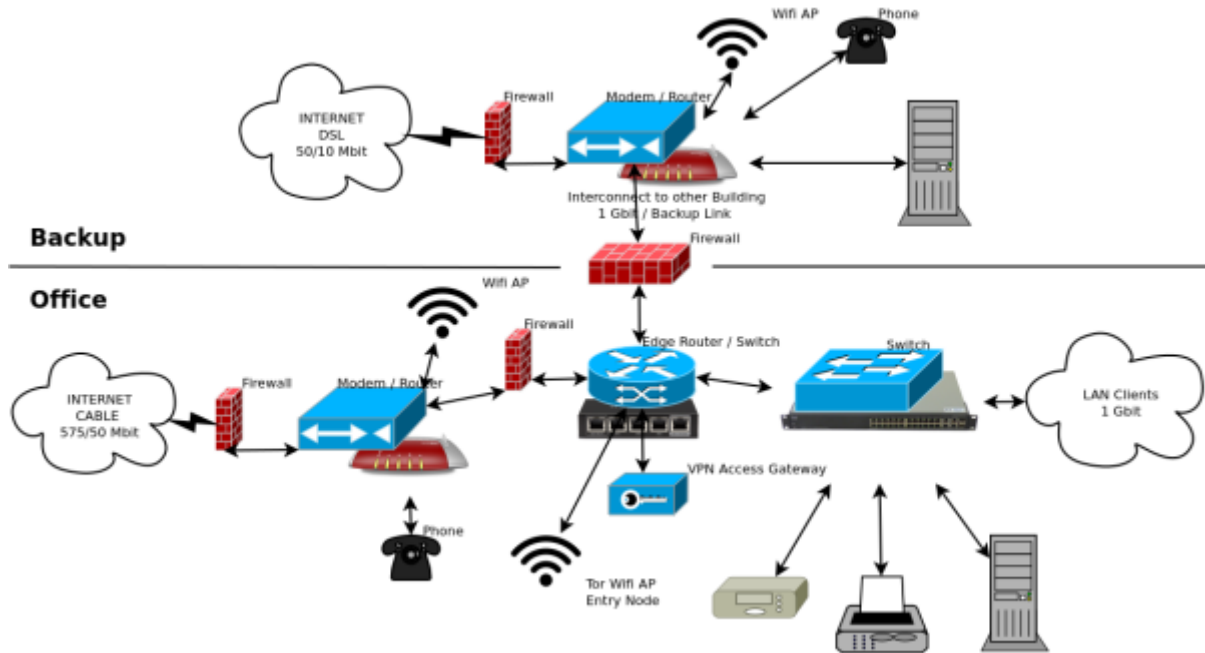 Wifi AP
Phone
Firewall
Modem / Router
INTERNET
DSL
50/10 Mbit
Interconnect to other Building
1 Gbit / Backup Link
Backup
Firewall
Office
Wifi AP
Firewall
Edge Router / Switch
Switch
Firewall
Modem / Router
INTERNET
CABLE
575/50 Mbit
LAN Clients
1 Gbit
VPN Access Gateway
Phone
Tor Wifi AP
Entry Node